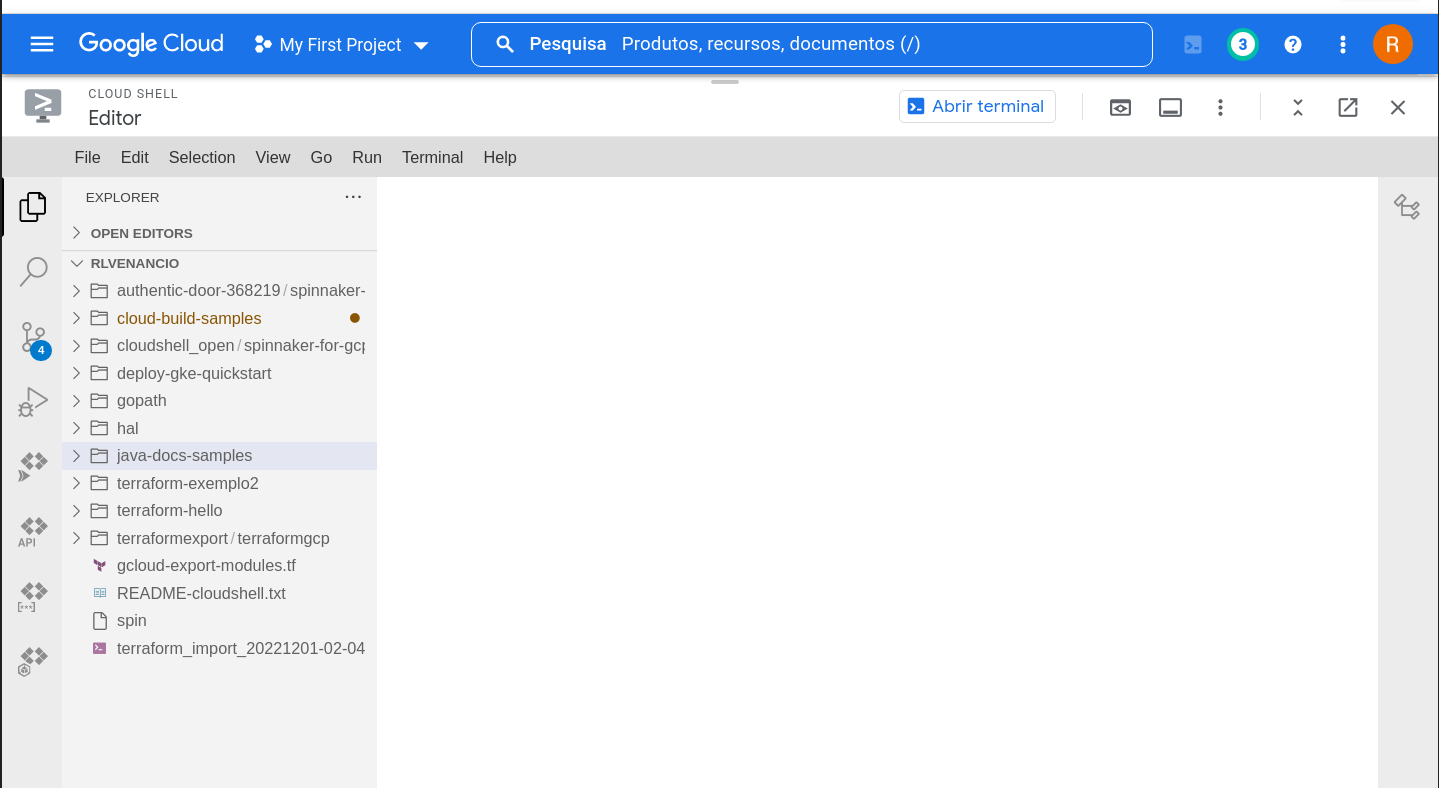 Google Cloud My First Project Pesquisa Produtos, recursos, documentos (/) 3 ? R
CLOUD SHELL
Editor
Abrir terminal
File Edit Selection View Go Run Terminal Help
EXPLORER
OPEN EDITORS
RLVENANCIO
authentic-door-368219/spinnaker-
cloud-build-samples
cloudshell_open/spinnaker-for-gcp
4
deploy-gke-quickstart
gopath
hal
java-docs-samples
terraform-exemplo2
terraform-hello
terraformexport/terraformgcp
API
gcloud-export-modules.tf
README-cloudshell.txt
[***]
spin
terraform_import_20221201-02-04